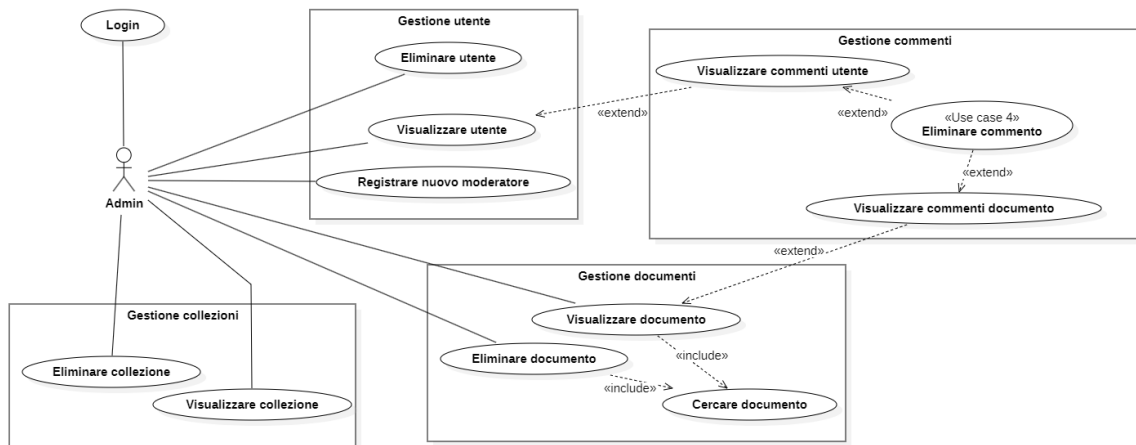 Login
Admin
Gestione utente
Eliminare utente
Visualizzare utente
Registrare nuovo moderatore
Gestione commenti
Visualizzare commenti utente
«extend»
«extend»
«Use case 4»
Eliminare commento
«extend»
Visualizzare commenti documento
«extend»
Gestione documenti
Visualizzare documento
Eliminare documento
«include»
«include»
Cercare documento
Gestione collezioni
Eliminare collezione
Visualizzare collezione